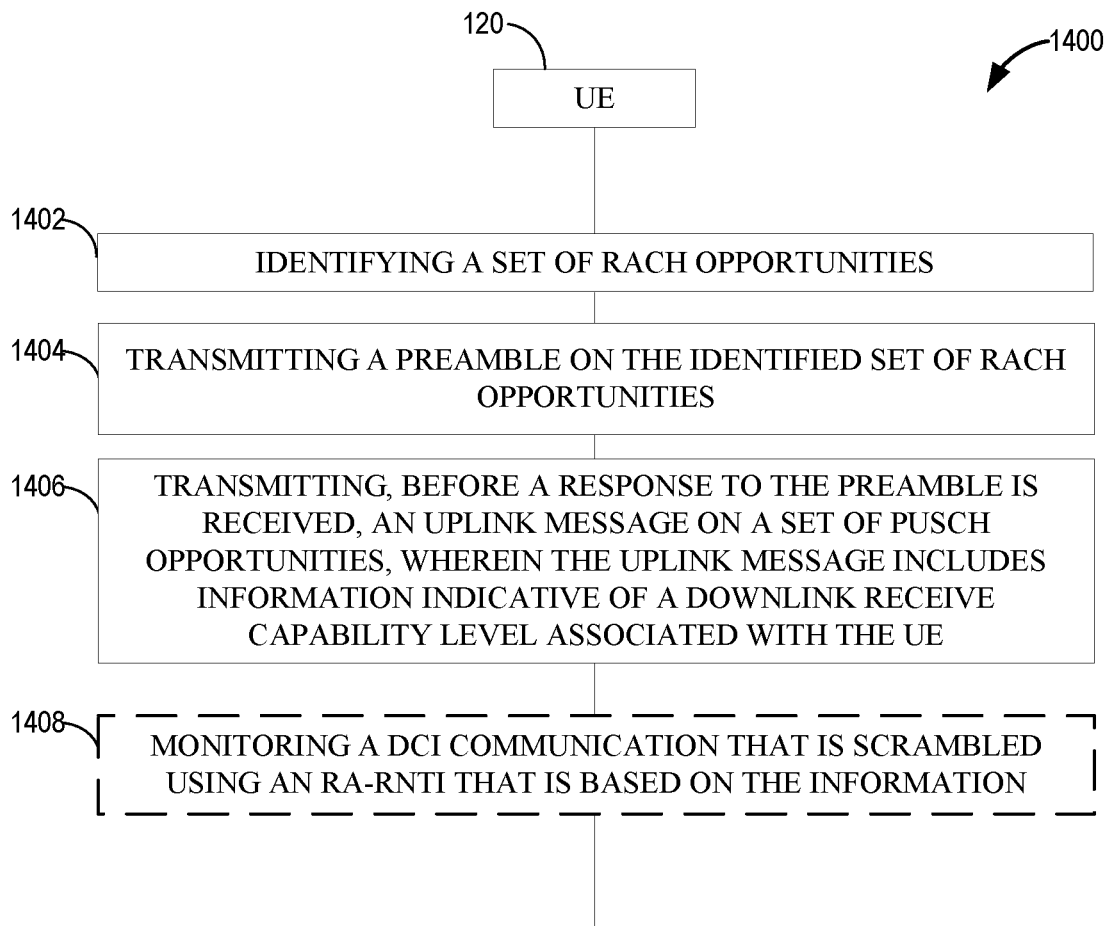 120
1400
UE
1402
IDENTIFYING A SET OF RACH OPPORTUNITIES
1404
TRANSMITTING A PREAMBLE ON THE IDENTIFIED SET OF RACH
OPPORTUNITIES
1406
TRANSMITTING, BEFORE A RESPONSE TO THE PREAMBLE IS
RECEIVED, AN UPLINK MESSAGE ON A SET OF PUSCH
OPPORTUNITIES, WHEREIN THE UPLINK MESSAGE INCLUDES
INFORMATION INDICATIVE OF A DOWNLINK RECEIVE
CAPABILITY LEVEL ASSOCIATED WITH THE UE
1408
MONITORING A DCI COMMUNICATION THAT IS SCRAMBLED
USING AN RA-RNTI THAT IS BASED ON THE INFORMATION